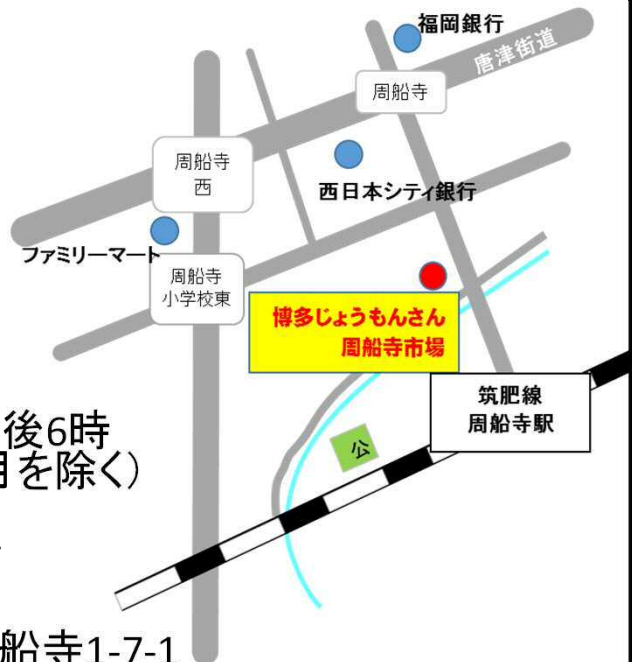 福岡銀行
唐津街道
周船寺
周船寺
西
西日本シティ銀行
ファミリーマート
周船寺
小学校東
博多じょうもんさん
周船寺市場
筑肥線
周船寺駅
公
後6時
を除く）
船寺1-7-1